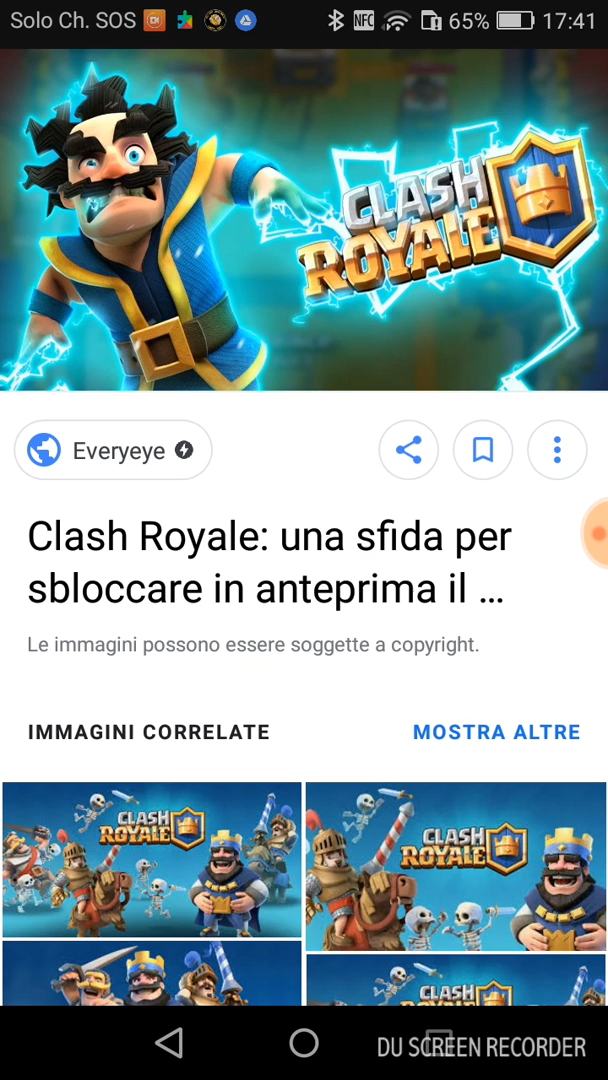 Solo Ch. SOS NFC 65% 17:41
CLASH
ROYALE
Everyeye
Clash Royale: una sfida per
sbloccare in anteprima il ...
Le immagini possono essere soggette a copyright.
IMMAGINI CORRELATE MOSTRA ALTRE
CLASH
ROYALE
CLASH
ROYALE
CLASH
DU SCREEN RECORDER